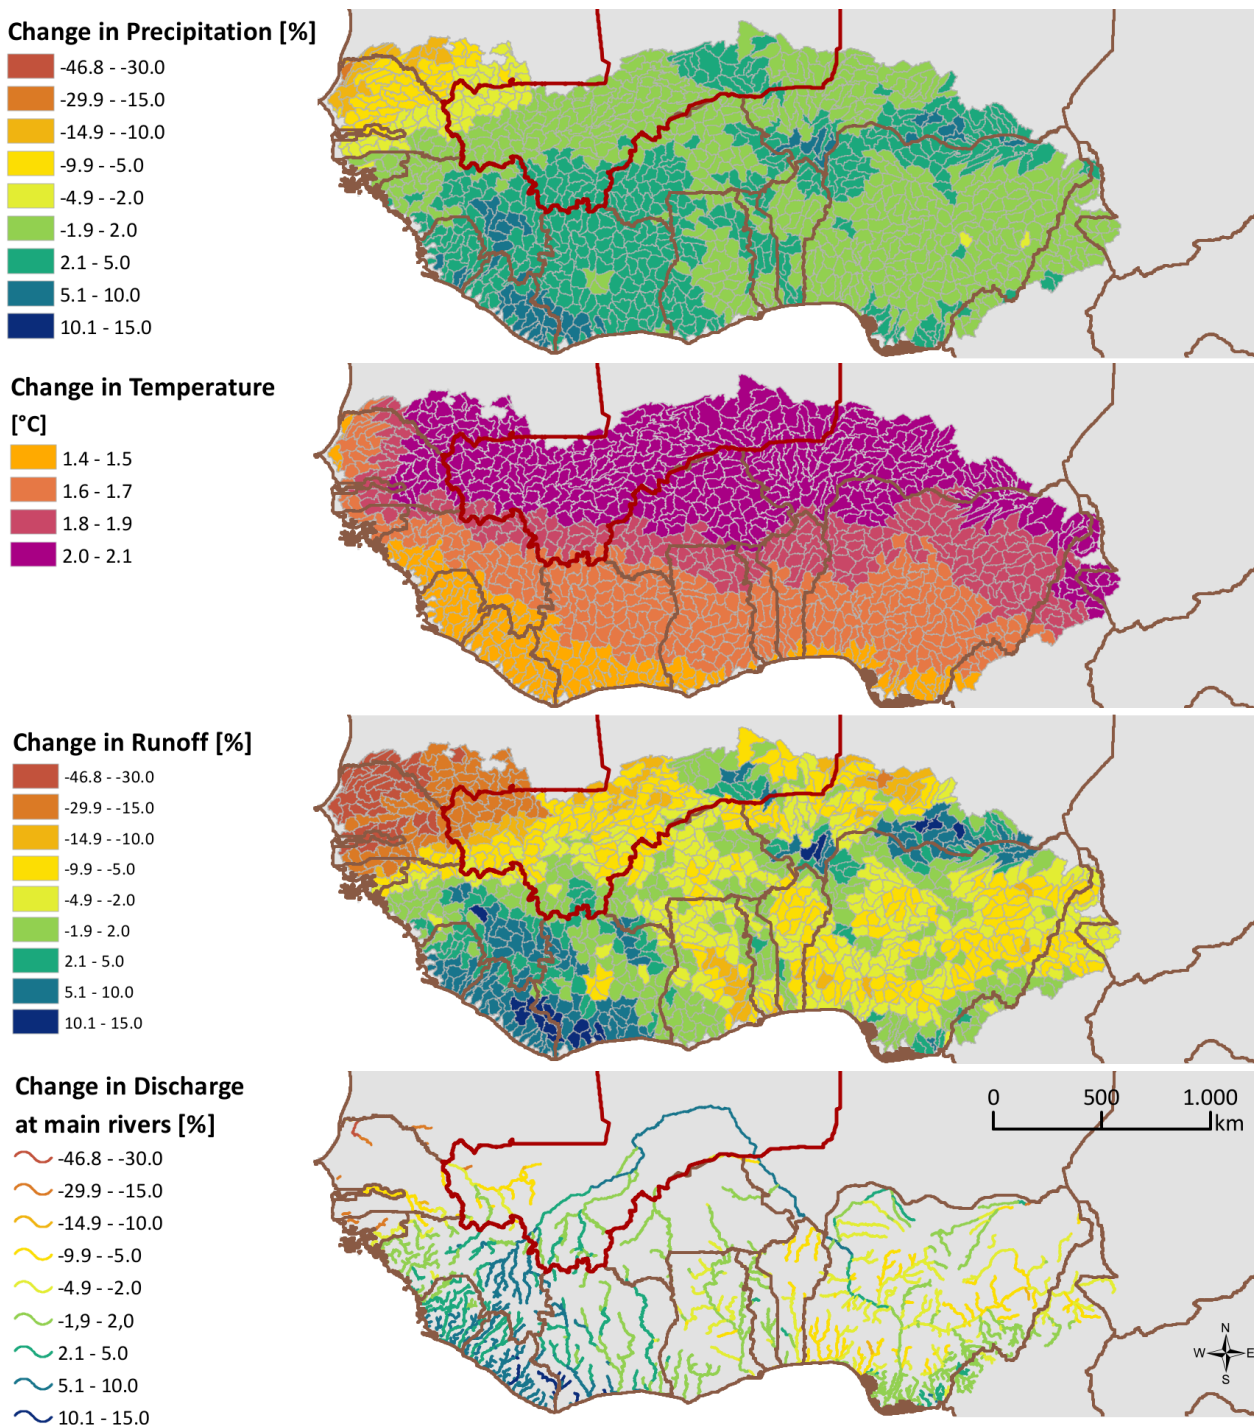 Change in Precipitation [%]
-46.8 - -30.0
-29.9 - -15.0
-14.9 - -10.0
-9.9 - -5.0
-4.9 - -2.0
-1.9 - 2.0
2.1 - 5.0
5.1 - 10.0
10.1 - 15.0
Change in Temperature
[°C]
1.4 - 1.5
1.6 - 1.7
1.8 - 1.9
2.0 - 2.1
Change in Runoff [%]
-46.8 - -30.0
-29.9 - -15.0
-14.9 - -10.0
-9.9 - -5.0
-4.9 - -2.0
-1.9 - 2.0
2.1 - 5.0
5.1 - 10.0
10.1 - 15.0
Change in Discharge
at main rivers [%]
-46.8 - -30.0
-29.9 - -15.0
-14.9 - -10.0
-9.9 - -5.0
-4.9 - -2.0
-1,9 - 2,0
2.1 - 5.0
5.1 - 10.0
10.1 - 15.0
0 500 1.000
km
N
W E
S